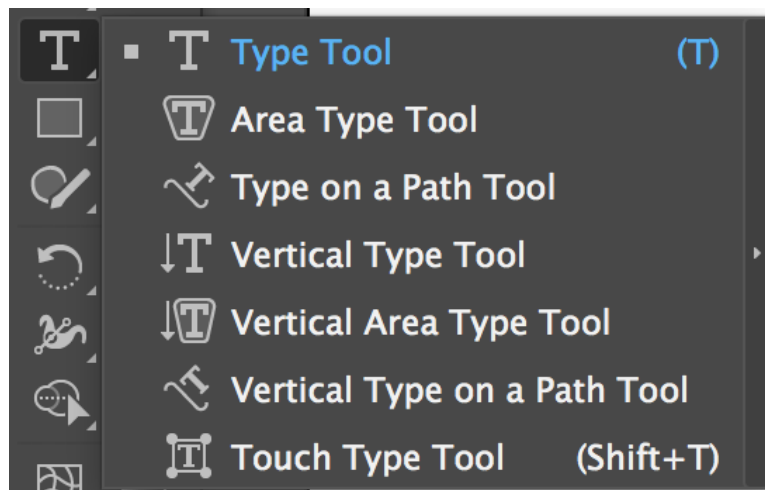 Type Tool (T)
Area Type Tool
Type on a Path Tool
Vertical Type Tool
Vertical Area Type Tool
Vertical Type on a Path Tool
Touch Type Tool (Shift+T)